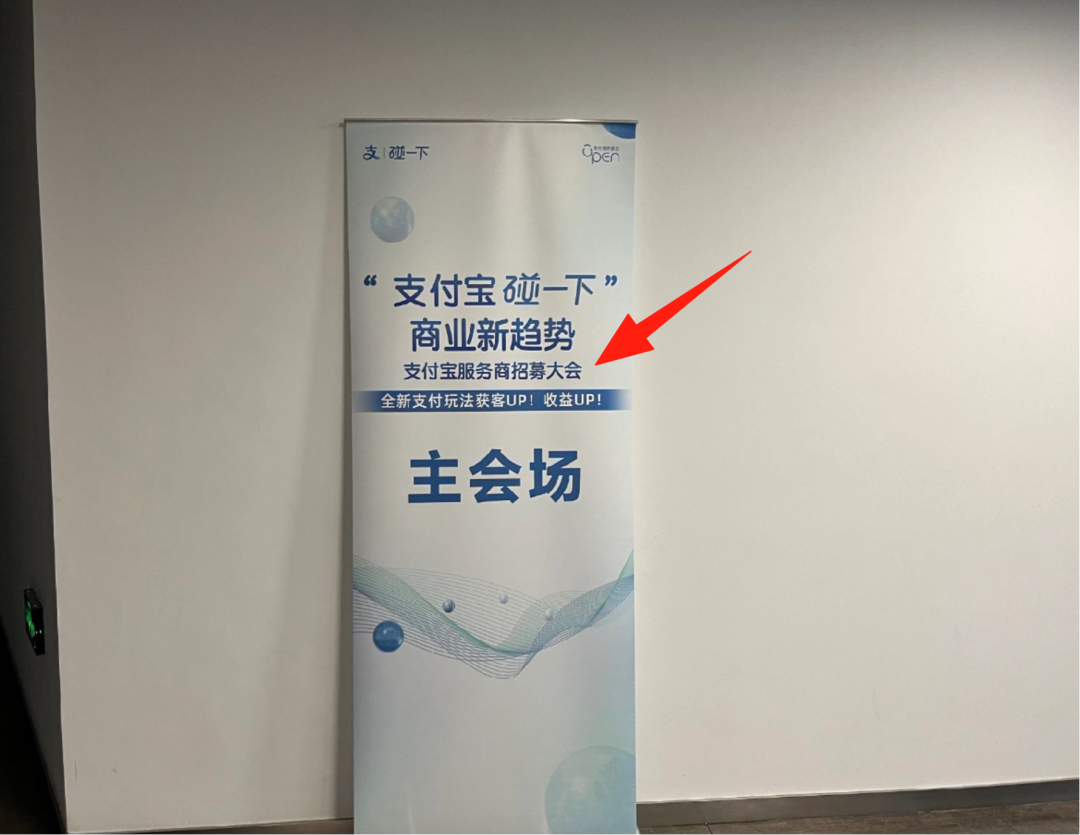 支 | 碰一下
open
“支付宝碰一下”
商业新趋势
支付宝服务商招募大会
全新支付玩法获客UP！收益UP！
主会场